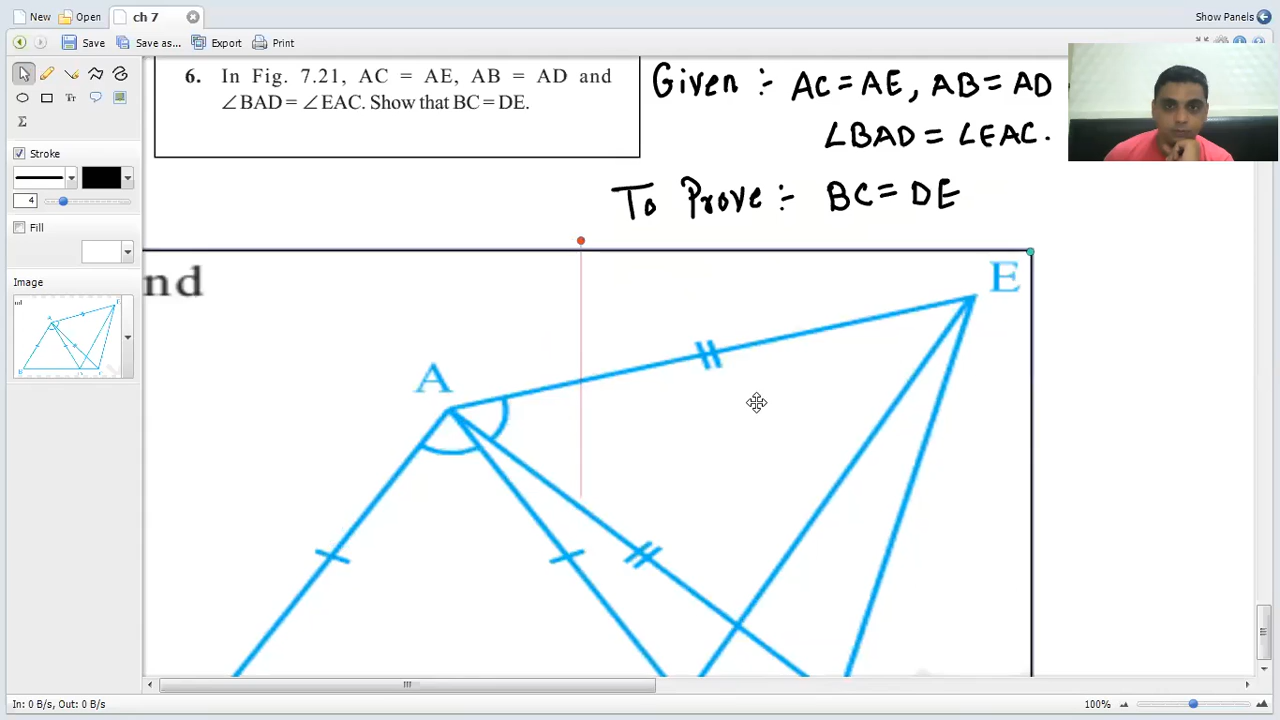 New Open ch 7 Show Panels
Save Save as... Export Print
6. In Fig. 7.21, AC = AE, AB = AD and
∠BAD = ∠EAC. Show that BC = DE.
Given :- AC = AE, AB = AD
∠BAD = ∠EAC.
To Prove :- BC = DE
Tr
Σ
Stroke
4
Fill
Image
nd
E
A
In: 0 B/s, Out: 0 B/s 100%